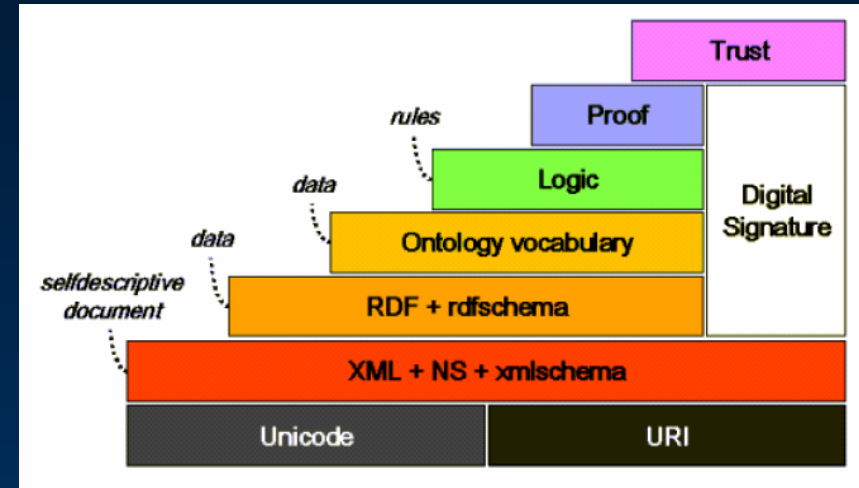 Trust
rules
Proof
data
Logic
Digital
Signature
data
Ontology vocabulary
selfdescriptive
document
RDF + rdfschema
XML + NS + xmlschema
Unicode
URI